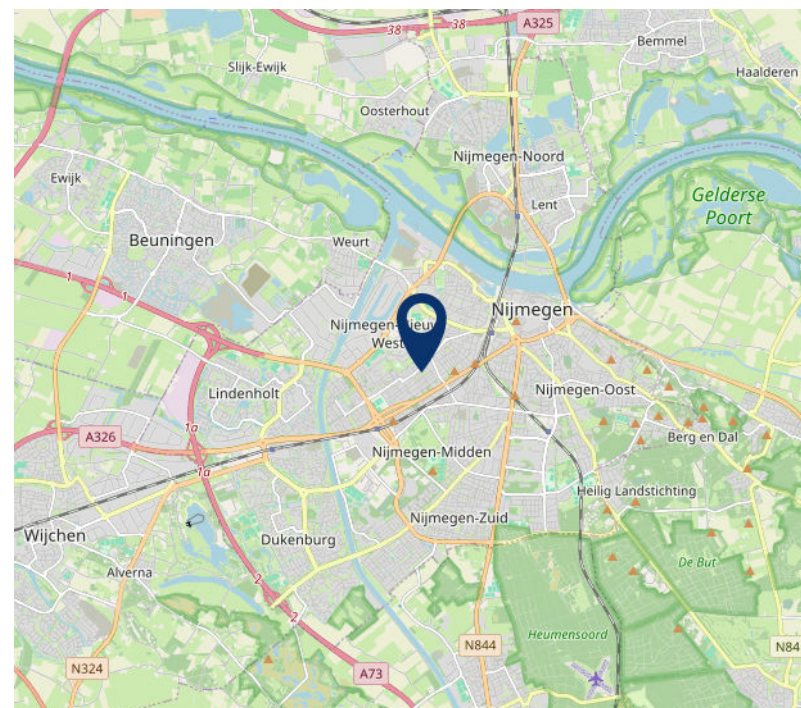 38
38
A325
Bemmel
Slijk-Ewijk
Haalderen
Oosterhout
Nijmegen-Noord
Ewijk
Gelderse
Poort
Lent
Beuningen
Weurt
1
1
Nijmegen
Nijmegen-Nieuw
West
Lindenholt
Nijmegen-Oost
1a
A326
Berg en Dal
1a
Nijmegen-Midden
Heilig Landstichting
Nijmegen-Zuid
Wijchen
Dukenburg
De But
Alverna
2
2
Heumensoord
N844
N84
N324
A73